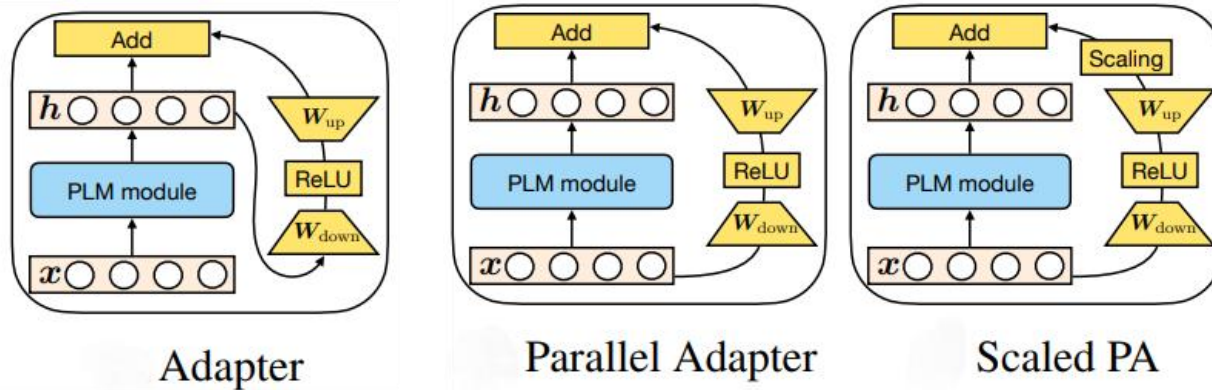 Add
h
W_up
PLM module
ReLU
W_down
x
Adapter
Add
h
W_up
PLM module
ReLU
W_down
x
Parallel Adapter
Add
Scaling
h
W_up
PLM module
ReLU
W_down
x
Scaled PA